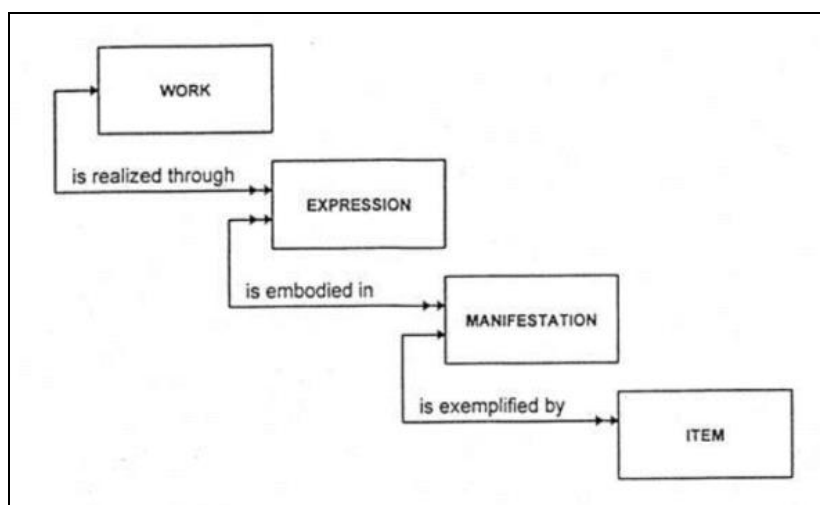 WORK
is realized through
EXPRESSION
is embodied in
MANIFESTATION
is exemplified by
ITEM